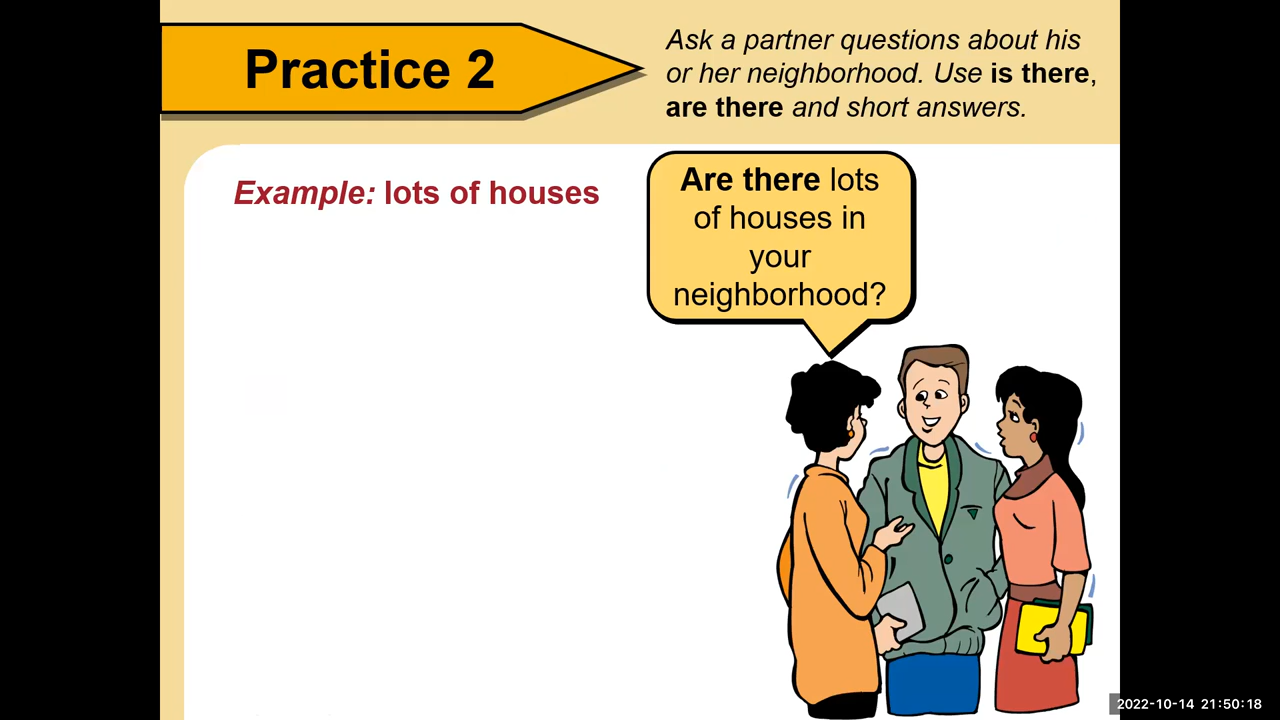 Practice 2
Ask a partner questions about his
or her neighborhood. Use is there,
are there and short answers.
Example: lots of houses
Are there lots
of houses in
your
neighborhood?
2022-10-14 21:50:18